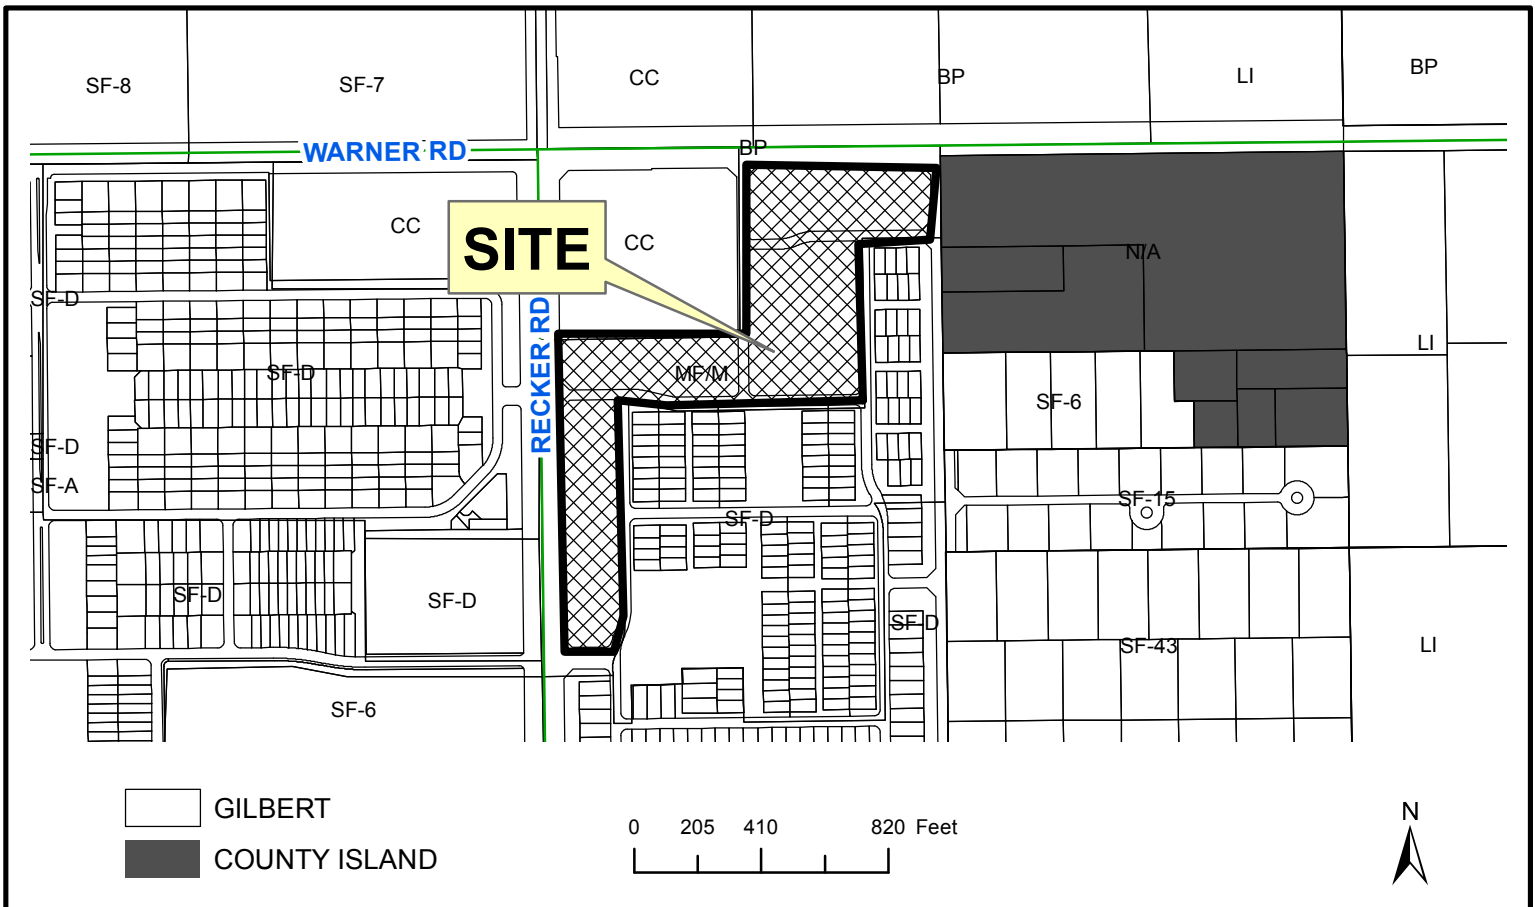 SF-8
SF-7
CC
BP
LI
BP
WARNER RD
BP
CC
SITE
CC
N/A
SF-D
RECKER RD
LI
SF-D
MF/M
SF-6
SF-D
SF-A
SF-15
SF-D
SF-D
SF-D
SF-D
SF-43
LI
SF-6
GILBERT
COUNTY ISLAND
0 205 410 820 Feet
N